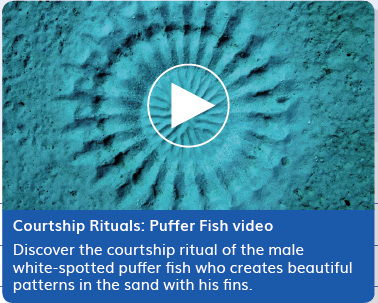 Courtship Rituals: Puffer Fish video
Discover the courtship ritual of the male
white-spotted puffer fish who creates beautiful
patterns in the sand with his fins.